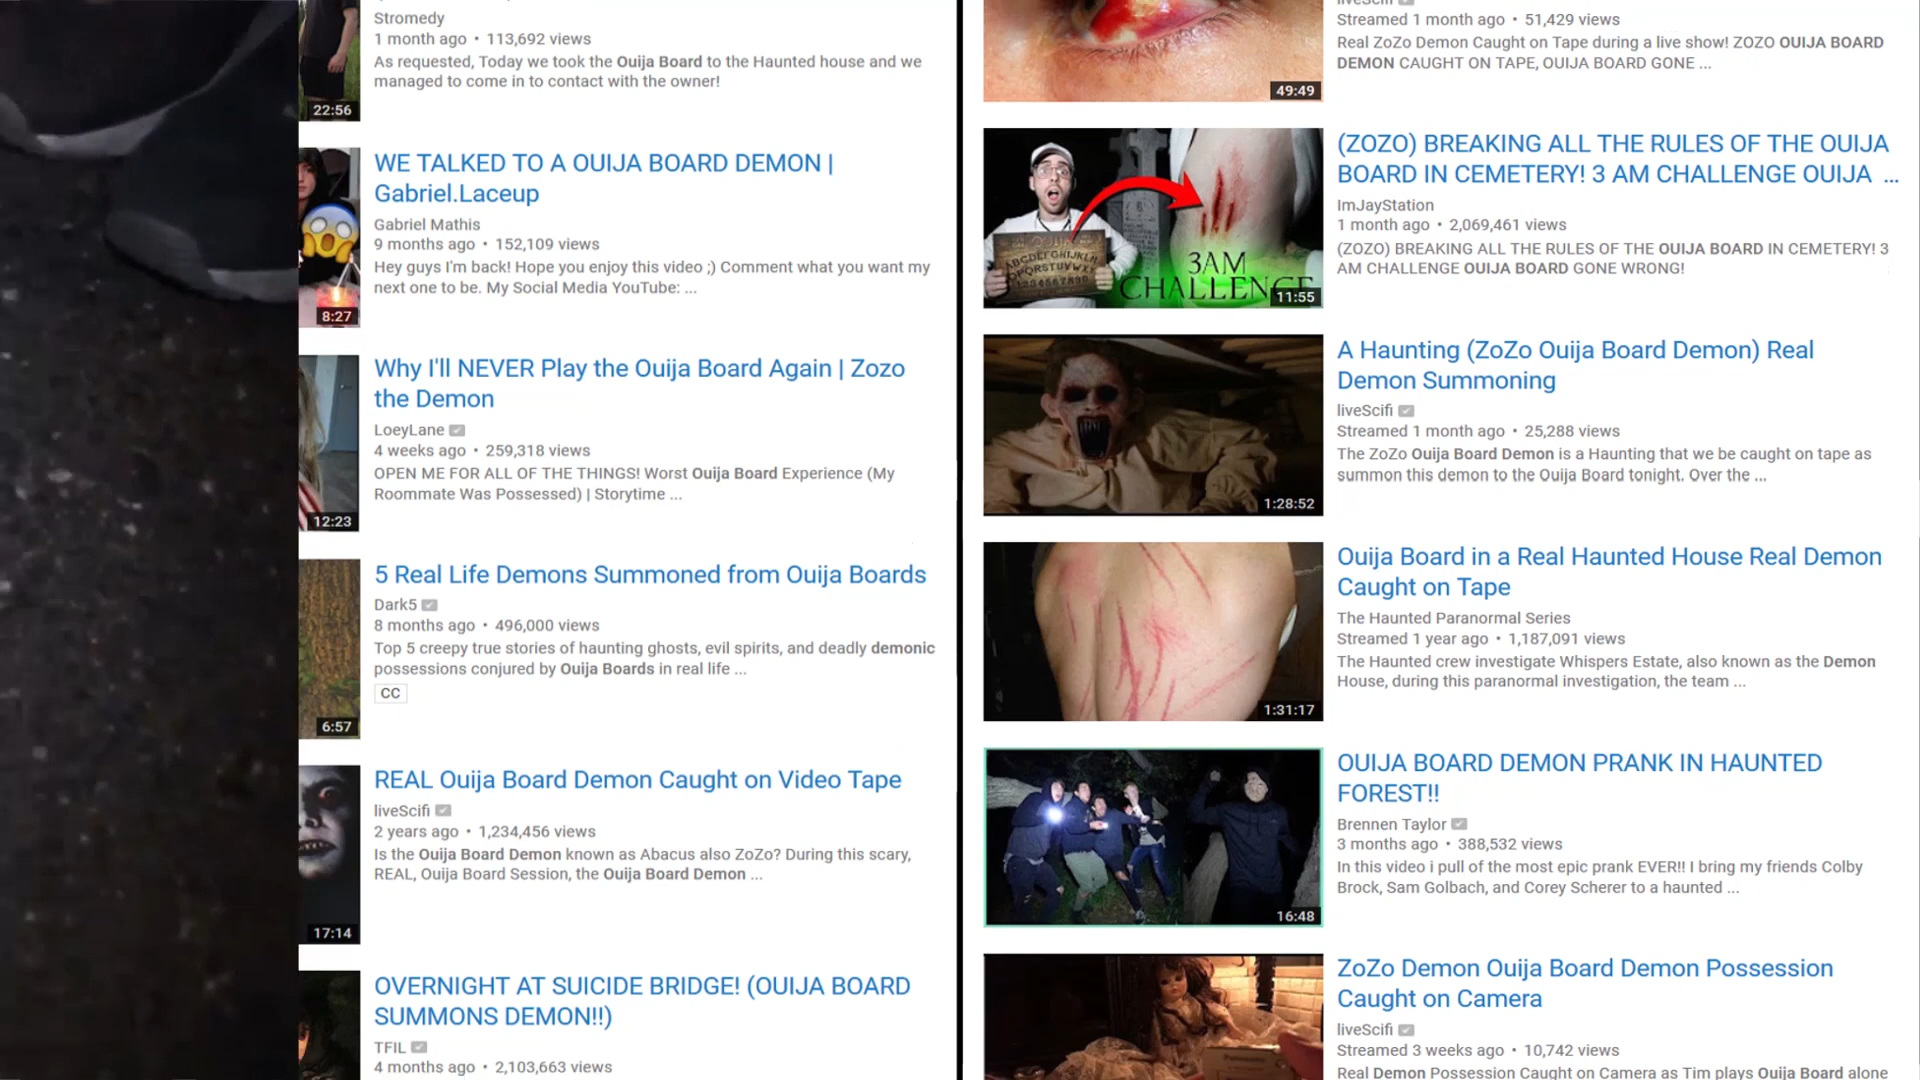 Stromedy
1 month ago • 113,692 views
As requested, Today we took the Ouija Board to the Haunted house and we
managed to come in to contact with the owner!
22:56
WE TALKED TO A OUIJA BOARD DEMON |
Gabriel.Laceup
Gabriel Mathis
9 months ago • 152,109 views
Hey guys I'm back! Hope you enjoy this video ;) Comment what you want my
next one to be. My Social Media YouTube: ...
8:27
Why I'll NEVER Play the Ouija Board Again | Zozo
the Demon
LoeyLane
4 weeks ago • 259,318 views
OPEN ME FOR ALL OF THE THINGS! Worst Ouija Board Experience (My
Roommate Was Possessed) | Storytime ...
12:23
5 Real Life Demons Summoned from Ouija Boards
Dark5
8 months ago • 496,000 views
Top 5 creepy true stories of haunting ghosts, evil spirits, and deadly demonic
possessions conjured by Ouija Boards in real life ...
CC
6:57
REAL Ouija Board Demon Caught on Video Tape
liveScifi
2 years ago • 1,234,456 views
Is the Ouija Board Demon known as Abacus also ZoZo? During this scary,
REAL, Ouija Board Session, the Ouija Board Demon ...
17:14
OVERNIGHT AT SUICIDE BRIDGE! (OUIJA BOARD
SUMMONS DEMON!!)
TFIL
4 months ago • 2,103,663 views
liveScifi
Streamed 1 month ago • 51,429 views
Real ZoZo Demon Caught on Tape during a live show! ZOZO OUIJA BOARD
DEMON CAUGHT ON TAPE, OUIJA BOARD GONE ...
49:49
(ZOZO) BREAKING ALL THE RULES OF THE OUIJA
BOARD IN CEMETERY! 3 AM CHALLENGE OUIJA ...
ImJayStation
1 month ago • 2,069,461 views
(ZOZO) BREAKING ALL THE RULES OF THE OUIJA BOARD IN CEMETERY! 3
AM CHALLENGE OUIJA BOARD GONE WRONG!
3AM
CHALLENGE
11:55
A Haunting (ZoZo Ouija Board Demon) Real
Demon Summoning
liveScifi
Streamed 1 month ago • 25,288 views
The ZoZo Ouija Board Demon is a Haunting that we be caught on tape as
summon this demon to the Ouija Board tonight. Over the ...
1:28:52
Ouija Board in a Real Haunted House Real Demon
Caught on Tape
The Haunted Paranormal Series
Streamed 1 year ago • 1,187,091 views
The Haunted crew investigate Whispers Estate, also known as the Demon
House, during this paranormal investigation, the team ...
1:31:17
OUIJA BOARD DEMON PRANK IN HAUNTED
FOREST!!
Brennen Taylor
3 months ago • 388,532 views
In this video i pull of the most epic prank EVER!! I bring my friends Colby
Brock, Sam Golbach, and Corey Scherer to a haunted ...
16:48
ZoZo Demon Ouija Board Demon Possession
Caught on Camera
liveScifi
Streamed 3 weeks ago • 10,742 views
Real Demon Possession Caught on Camera as Tim plays Ouija Board alone